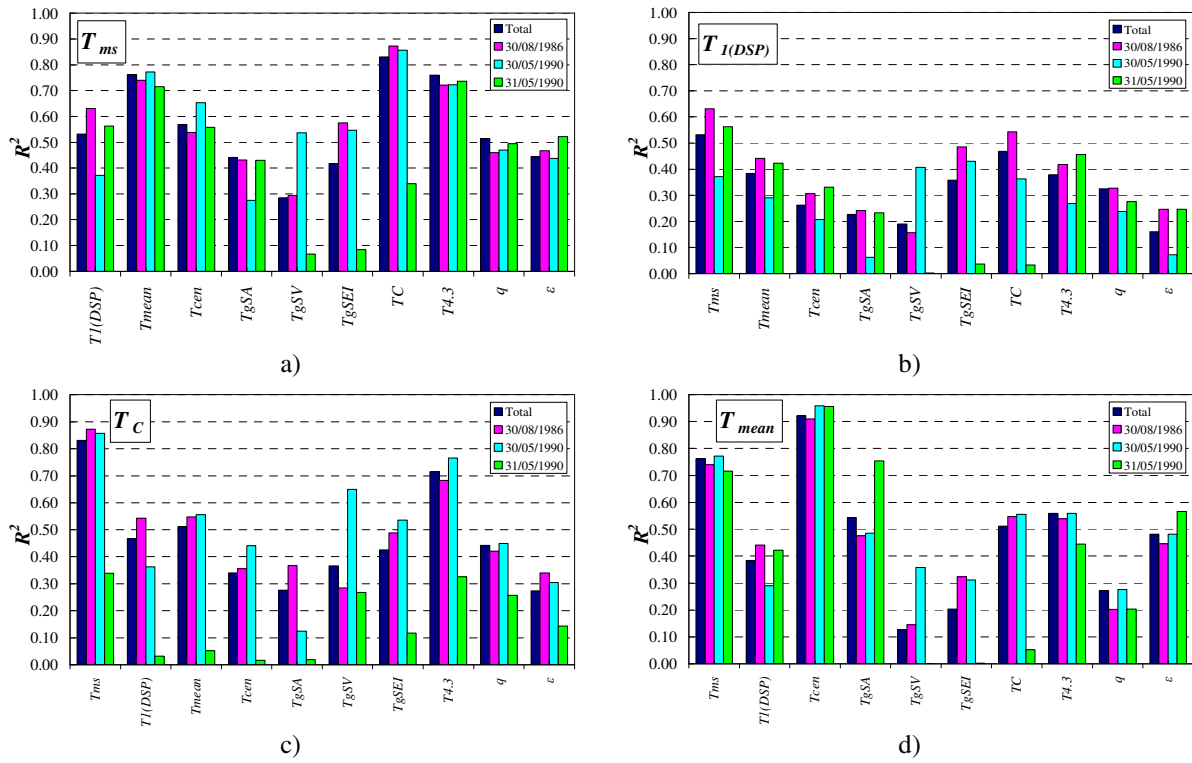 1.00
0.90
0.80
0.70
0.60
0.50
0.40
0.30
0.20
0.10
0.00
R²
T ms
Total
30/08/1986
30/05/1990
31/05/1990
T1(DSP)
Tmean
Tcen
TgSA
TgSV
TgSEI
TC
T4.3
q
ε
a)
1.00
0.90
0.80
0.70
0.60
0.50
0.40
0.30
0.20
0.10
0.00
R²
T 1(DSP)
Total
30/08/1986
30/05/1990
31/05/1990
Tms
Tmean
Tcen
TgSA
TgSV
TgSEI
TC
T4.3
q
ε
b)
1.00
0.90
0.80
0.70
0.60
0.50
0.40
0.30
0.20
0.10
0.00
R²
T C
Total
30/08/1986
30/05/1990
31/05/1990
Tms
T1(DSP)
Tmean
Tcen
TgSA
TgSV
TgSEI
T4.3
q
ε
c)
1.00
0.90
0.80
0.70
0.60
0.50
0.40
0.30
0.20
0.10
0.00
R²
T mean
Total
30/08/1986
30/05/1990
31/05/1990
Tms
T1(DSP)
Tcen
TgSA
TgSV
TgSEI
TC
T4.3
q
ε
d)